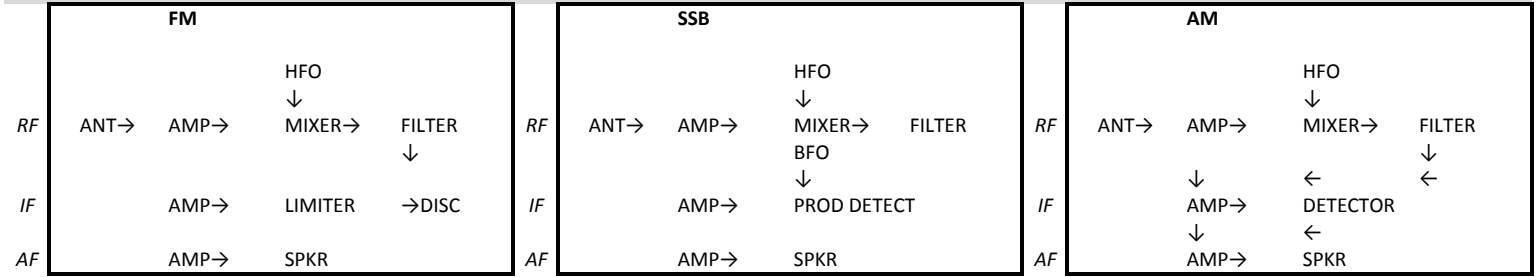 FM SSB AM
HFO HFO HFO
↓ ↓ ↓
RF ANT→ AMP→ MIXER→ FILTER RF ANT→ AMP→ MIXER→ FILTER RF ANT→ AMP→ MIXER→ FILTER
↓ BFO ↓
↓ ↓ ← ←
IF AMP→ LIMITER →DISC IF AMP→ PROD DETECT IF AMP→ DETECTOR
↓ ←
AF AMP→ SPKR AF AMP→ SPKR AF AMP→ SPKR